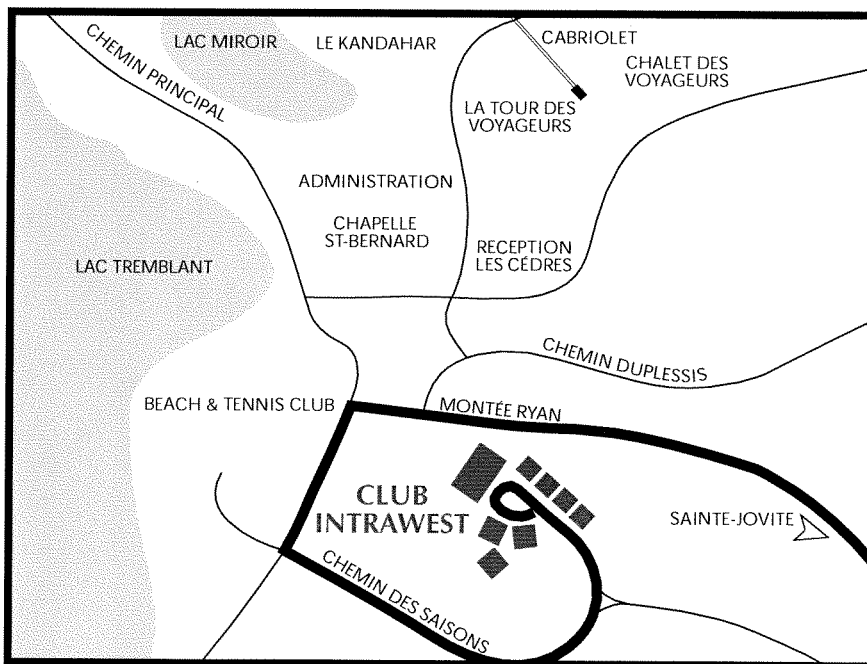 LAC MIROIR
LE KANDAHAR
CABRIOLET
CHALET DES
VOYAGEURS
CHEMIN PRINCIPAL
LA TOUR DES
VOYAGEURS
ADMINISTRATION
CHAPELLE
ST-BERNARD
RECEPTION
LES CÉDRES
LAC TREMBLANT
CHEMIN DUPLESSIS
BEACH & TENNIS CLUB
MONTÉE RYAN
CLUB
INTRAWEST
SAINTE-JOVITE
CHEMIN DES SAISONS